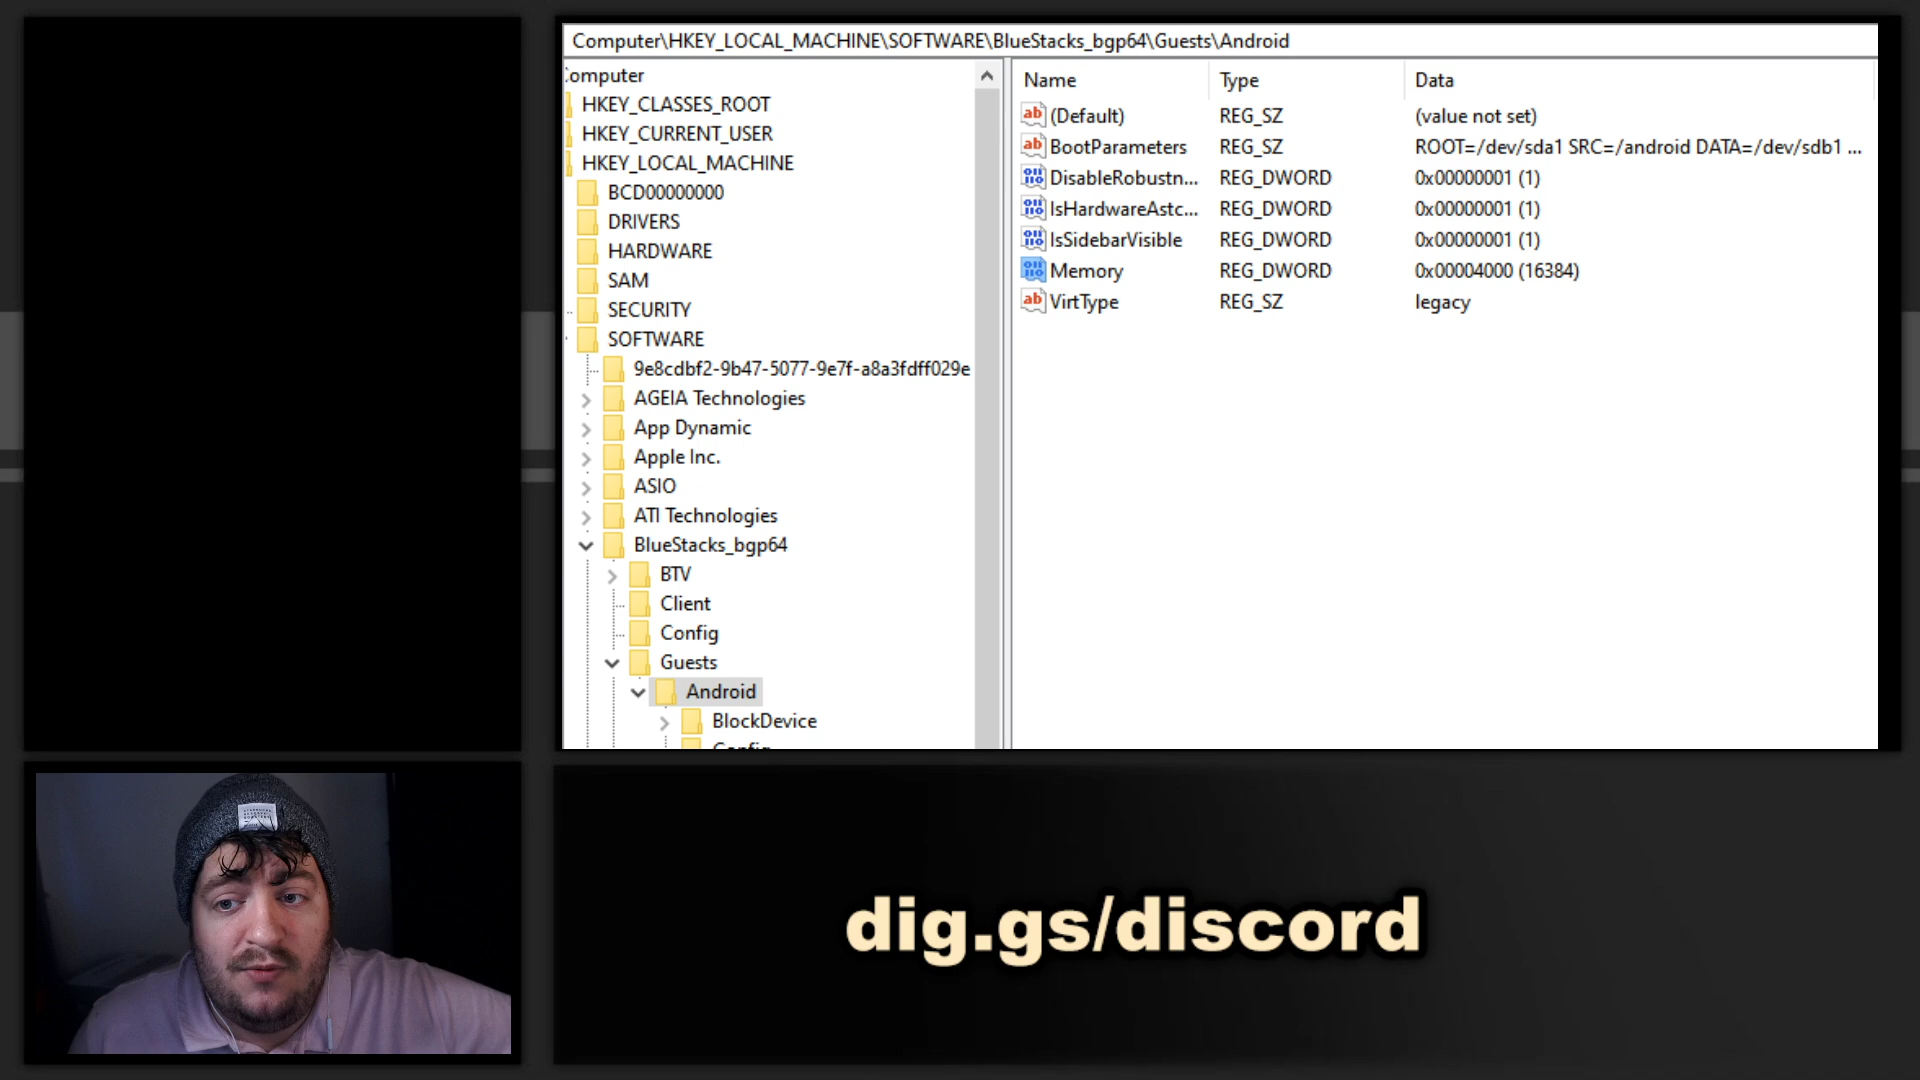 Computer\HKEY_LOCAL_MACHINE\SOFTWARE\BlueStacks_bgp64\Guests\Android
Computer
HKEY_CLASSES_ROOT
HKEY_CURRENT_USER
HKEY_LOCAL_MACHINE
BCD00000000
DRIVERS
HARDWARE
SAM
SECURITY
SOFTWARE
9e8cdbf2-9b47-5077-9e7f-a8a3fdff029e
AGEIA Technologies
App Dynamic
Apple Inc.
ASIO
ATI Technologies
BlueStacks_bgp64
BTV
Client
Config
Guests
Android
BlockDevice
Config
Name Type Data
(Default) REG_SZ (value not set)
BootParameters REG_SZ ROOT=/dev/sda1 SRC=/android DATA=/dev/sdb1 ...
DisableRobustn... REG_DWORD 0x00000001 (1)
IsHardwareAstc... REG_DWORD 0x00000001 (1)
IsSidebarVisible REG_DWORD 0x00000001 (1)
Memory REG_DWORD 0x00004000 (16384)
VirtType REG_SZ legacy
dig.gs/discord